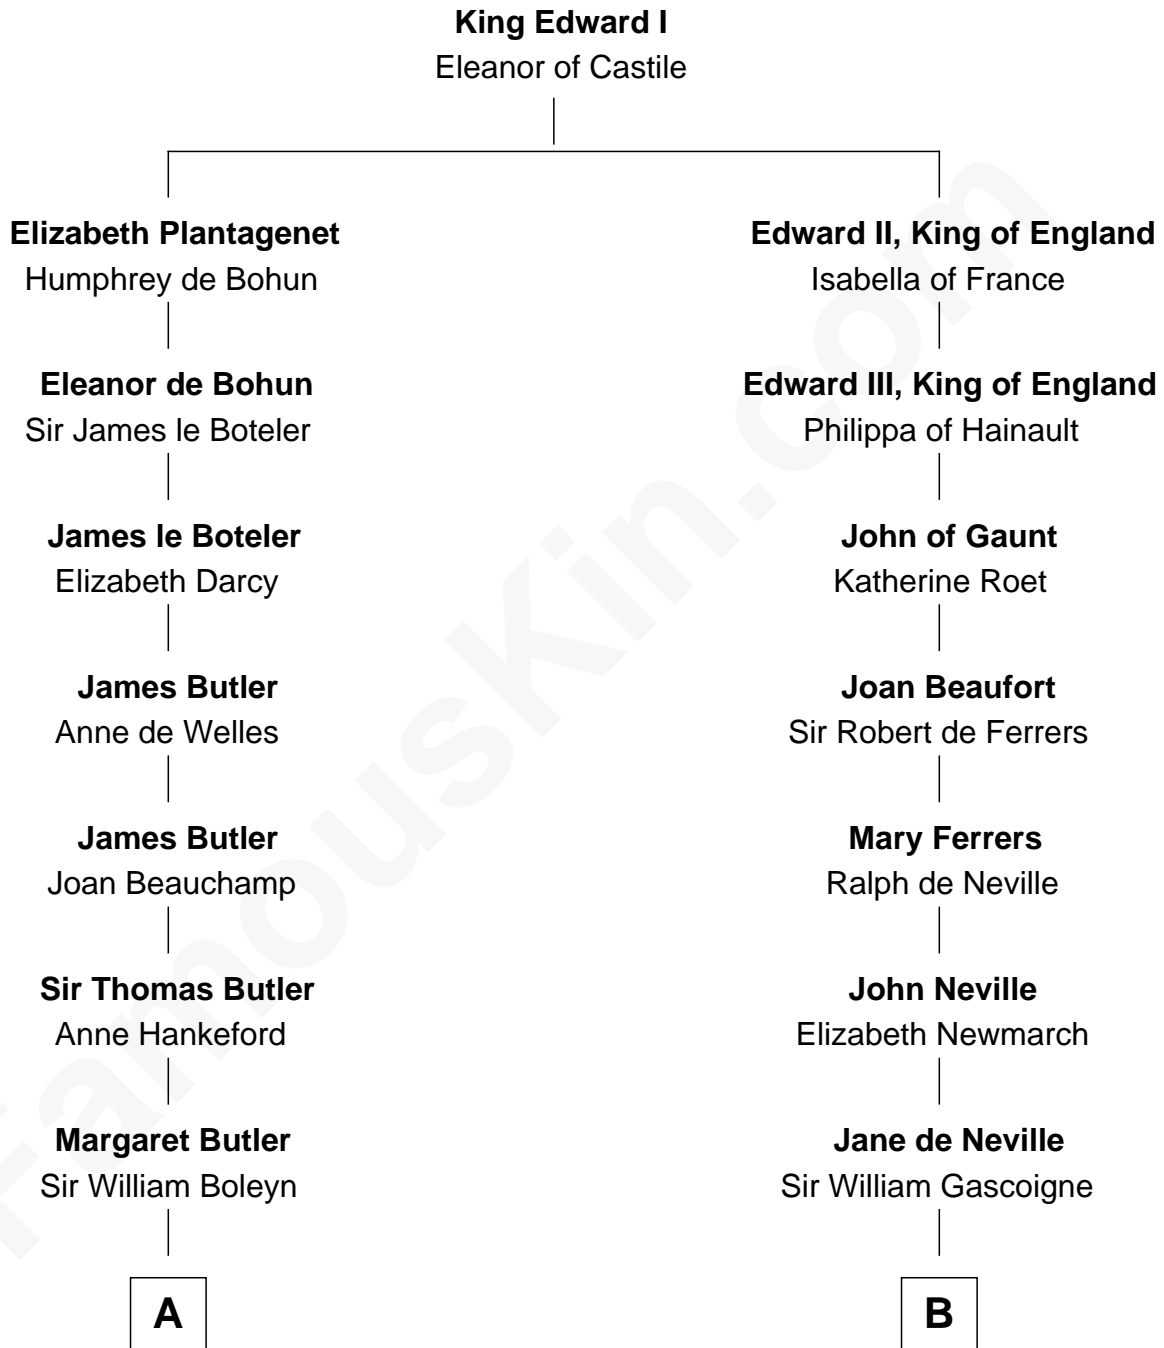 King Edward I
Eleanor of Castile
Elizabeth Plantagenet
Humphrey de Bohun
Edward II, King of England
Isabella of France
Eleanor de Bohun
Sir James le Boteler
Edward III, King of England
Philippa of Hainault
James le Boteler
Elizabeth Darcy
John of Gaunt
Katherine Roet
James Butler
Anne de Welles
Joan Beaufort
Sir Robert de Ferrers
James Butler
Joan Beauchamp
Mary Ferrers
Ralph de Neville
Sir Thomas Butler
Anne Hankeford
John Neville
Elizabeth Newmarch
Margaret Butler
Sir William Boleyn
Jane de Neville
Sir William Gascoigne
A
B
FamousKin.com